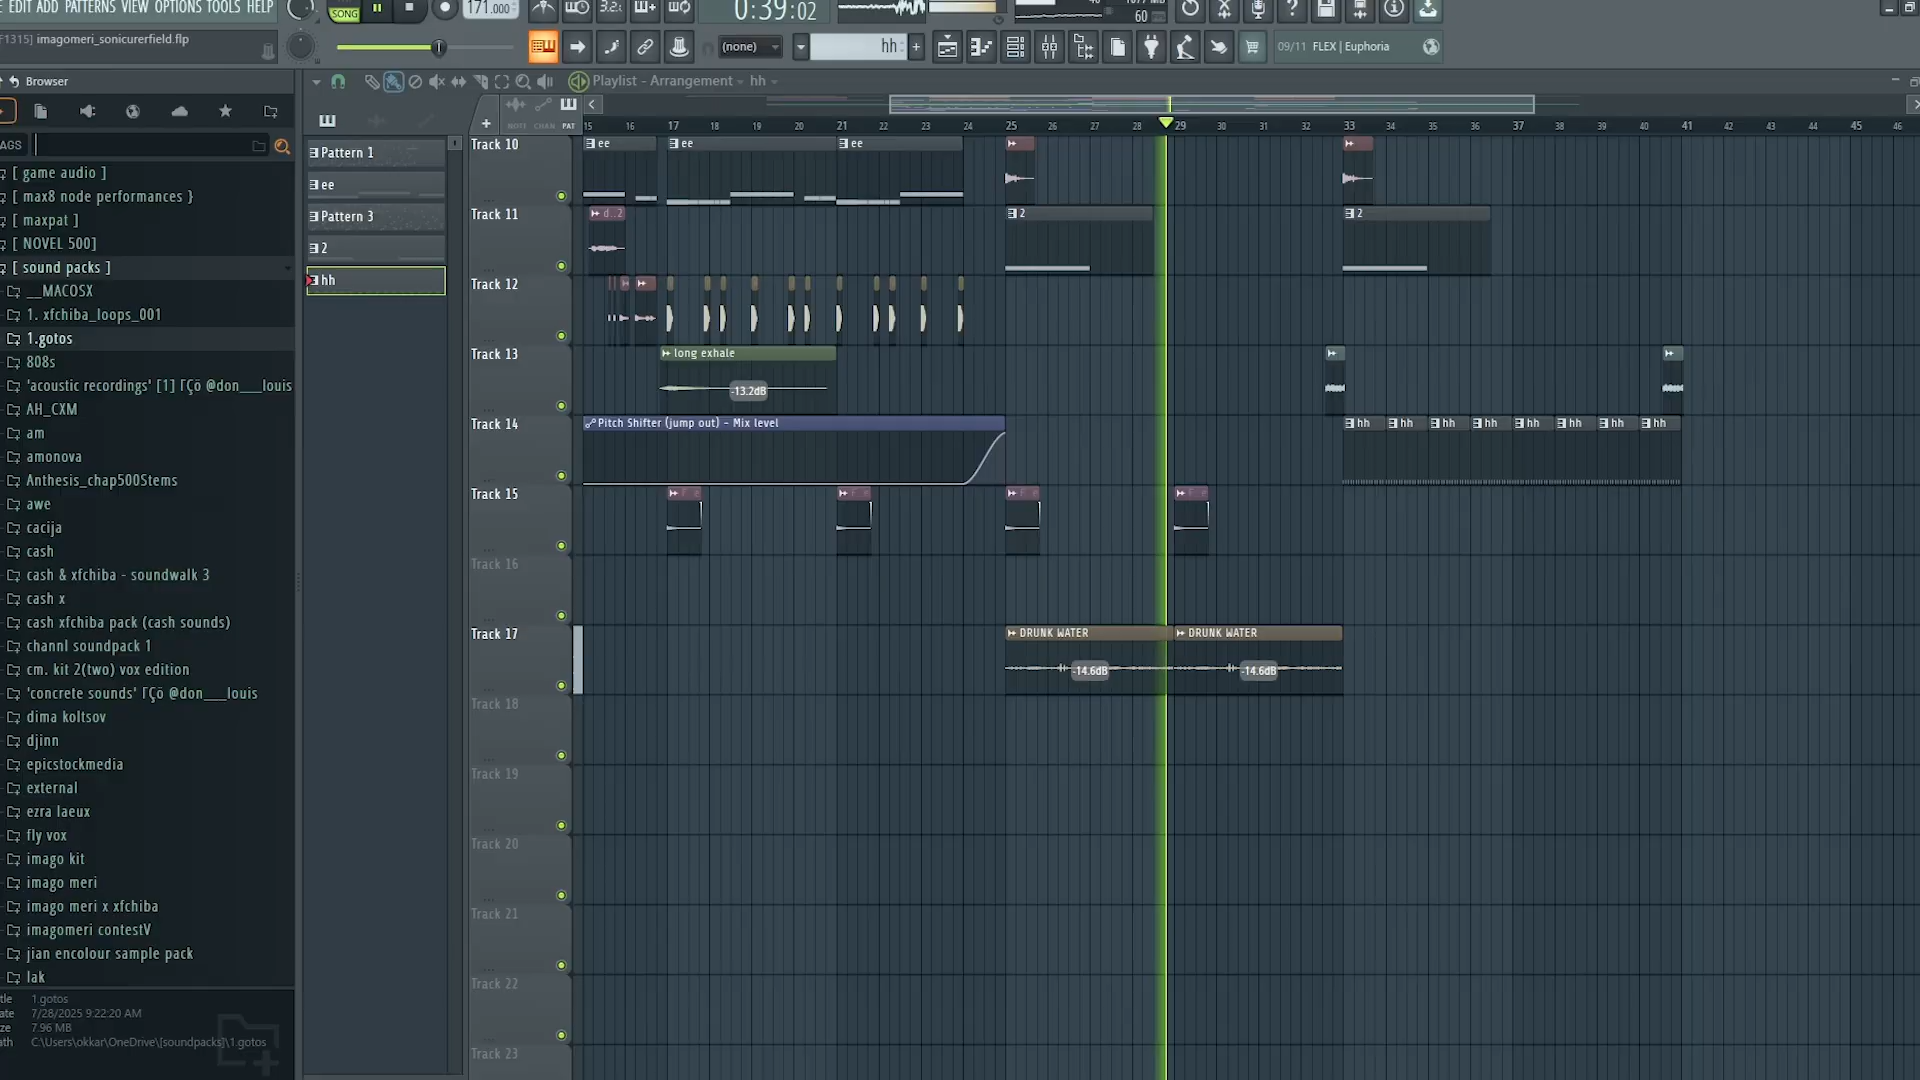 EDIT ADD PATTERNS VIEW OPTIONS TOOLS HELP
SONG
171.000
3.2.
0:39:02
60
F1315] imagomeri_sonicurerfield.flp
(none)
hh
09/11 FLEX | Euphoria
Browser
Playlist - Arrangement hh
NOTE CHAN PAT
15 16 17 18 19 20 21 22 23 24 25 26 27 28 29 30 31 32 33 34 35 36 37 38 39 40 41 42 43 44 45 46
AGS
[ game audio ]
[ max8 node performances }
[ maxpat ]
[ NOVEL 500]
[ sound packs ]
__MACOSX
1. xfchiba_loops_001
1.gotos
808s
'acoustic recordings' [1] ΓÇö @don___louis
AH_CXM
am
amonova
Anthesis_chap500Stems
awe
cacija
cash
cash & xfchiba - soundwalk 3
cash x
cash xfchiba pack (cash sounds)
channl soundpack 1
cm. kit 2(two) vox edition
'concrete sounds' ΓÇö @don___louis
dima koltsov
djinn
epicstockmedia
external
ezra laeux
fly vox
imago kit
imago meri
imago meri x xfchiba
imagomeri contestV
jian encolour sample pack
lak
tle 1.gotos
ate 7/28/2025 9:22:20 AM
ze 7.96 MB
ath C:\Users\okkar\OneDrive\[soundpacks]\1.gotos
Pattern 1
ee
Pattern 3
2
hh
Track 10
ee
ee
ee
Track 11
d..2
2
2
Track 12
Track 13
long exhale
-13.2dB
Track 14
Pitch Shifter (jump out) - Mix level
hh hh hh hh hh hh hh hh
Track 15
Track 16
Track 17
DRUNK WATER
DRUNK WATER
-14.6dB
-14.6dB
Track 18
Track 19
Track 20
Track 21
Track 22
Track 23